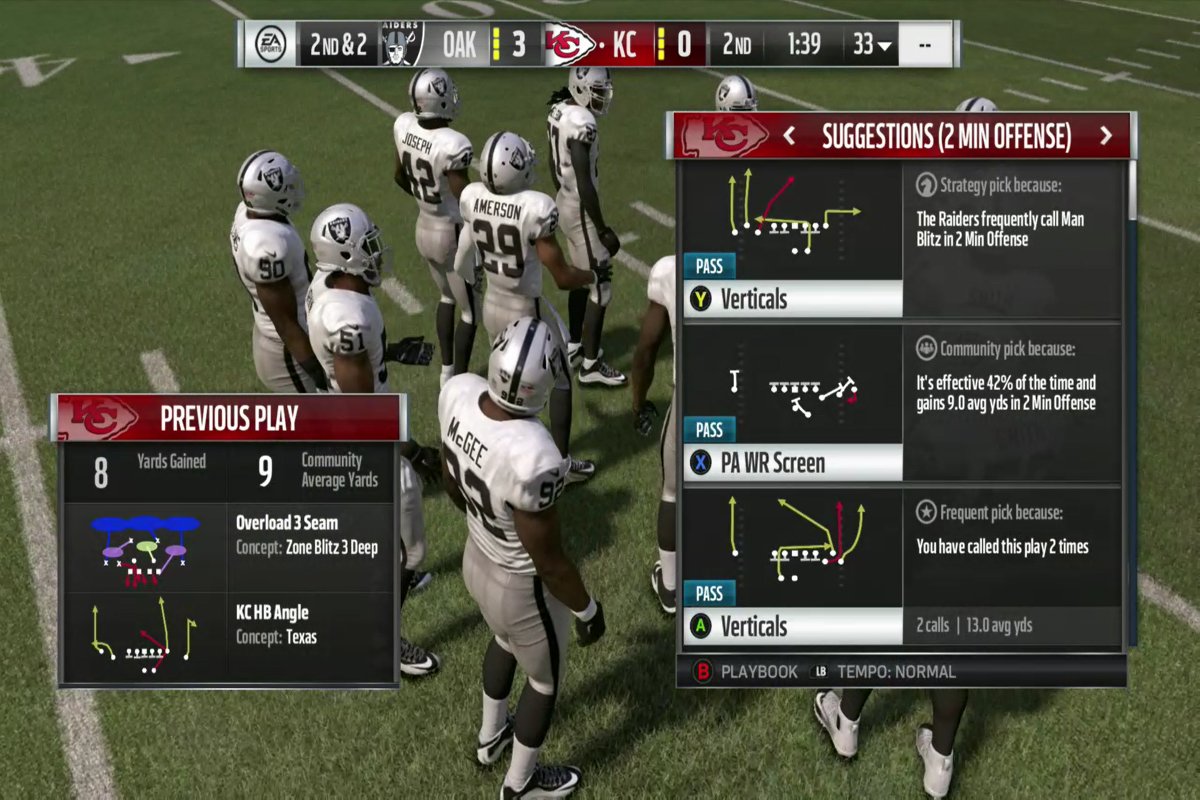 EA
SPORTS
2ND & 2
RAIDERS
OAK
3
KC
KC
0
2ND
1:39
33
--
JOSEPH
42
AMERSON
29
90
51
McGEE
92
PREVIOUS PLAY
8
Yards Gained
9
Community
Average Yards
Overload 3 Seam
Concept: Zone Blitz 3 Deep
KC HB Angle
Concept: Texas
< SUGGESTIONS (2 MIN OFFENSE) >
PASS
Y Verticals
Strategy pick because:
The Raiders frequently call Man
Blitz in 2 Min Offense
PASS
X PA WR Screen
Community pick because:
It's effective 42% of the time and
gains 9.0 avg yds in 2 Min Offense
PASS
A Verticals
Frequent pick because:
You have called this play 2 times
2 calls | 13.0 avg yds
B PLAYBOOK LB TEMPO: NORMAL